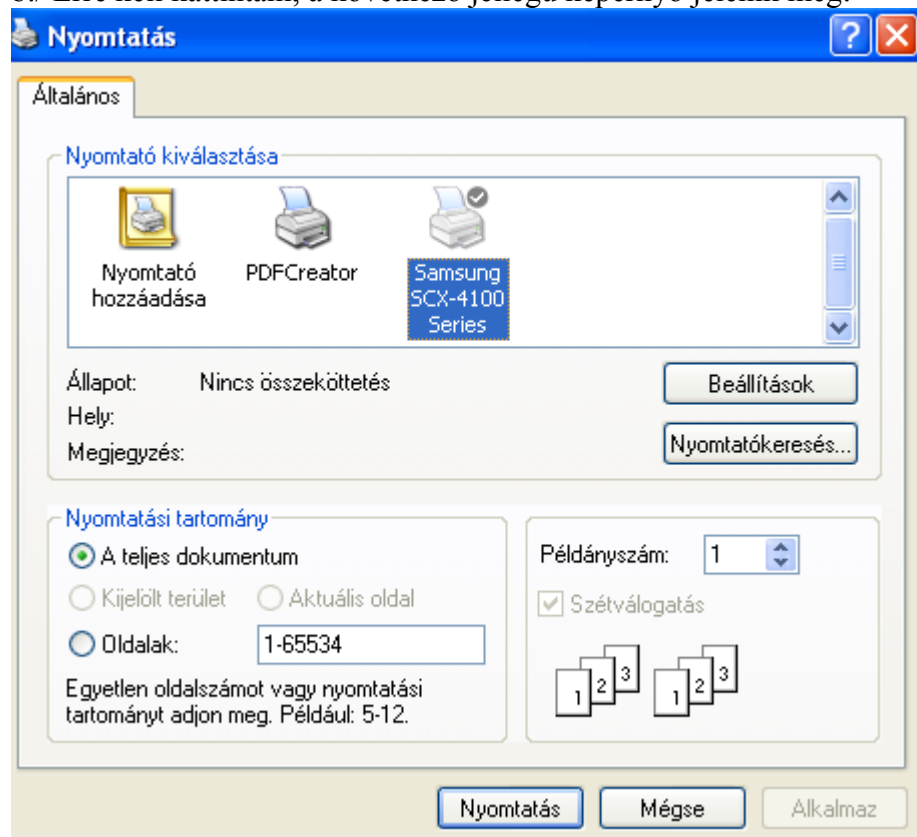 Nyomtatás
Általános
Nyomtató kiválasztása
Nyomtató hozzáadása
PDFCreator
Samsung SCX-4100 Series
Állapot: Nincs összeköttetés
Beállítások
Hely:
Megjegyzés:
Nyomtatókeresés...
Nyomtatási tartomány
A teljes dokumentum
Kijelölt terület
Aktuális oldal
Oldalak: 1-65534
Egyetlen oldalszámot vagy nyomtatási
tartományt adjon meg. Például: 5-12.
Példányszám: 1
Szétválogatás
1 2 3 1 2 3
Nyomtatás
Mégse
Alkalmaz